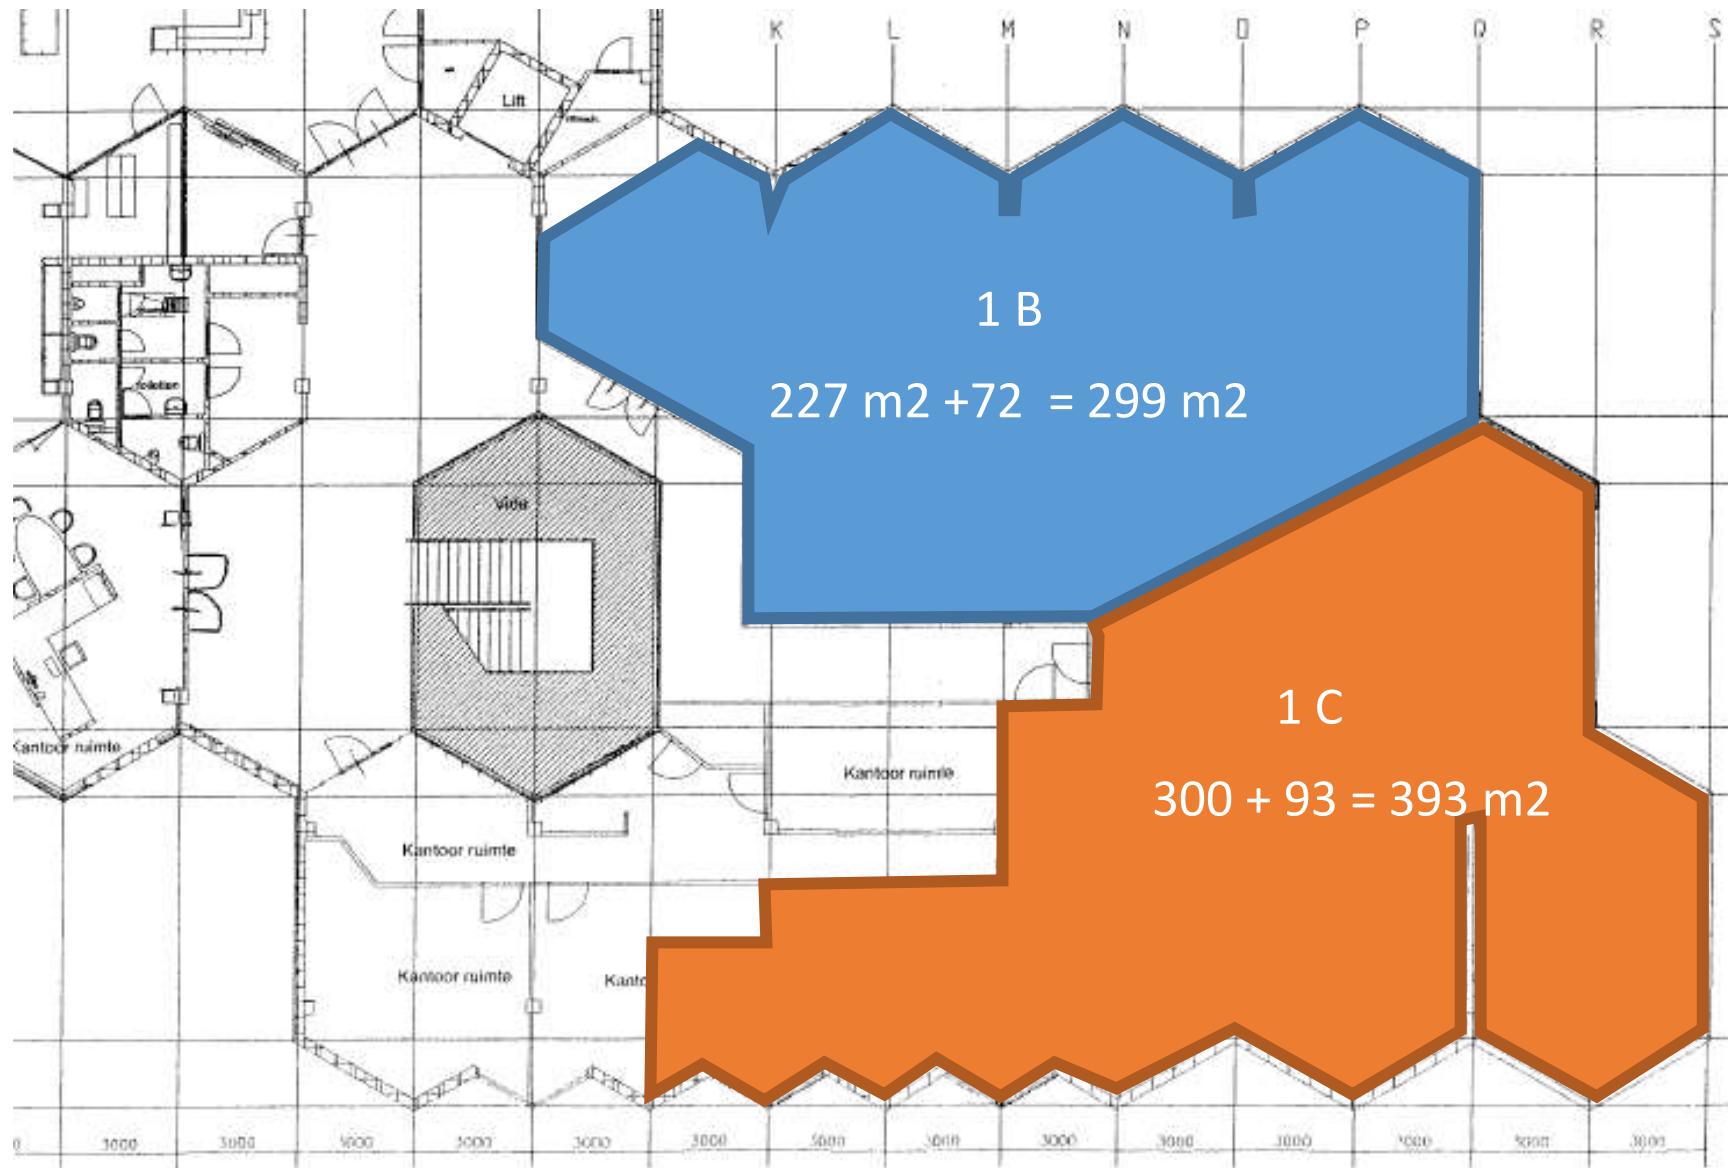 K L M N O P Q R S
Lift
1 B
227 m2 +72 = 299 m2
toiletten
Vide
1 C
Kantoor ruimte
Kantoor ruimte
300 + 93 = 393 m2
Kantoor ruimte
Kantoor ruimte
Kanto
3000 3000 3000 3000 3000 3000 3000 3000 3000 3000 3000 3000 3000 3000